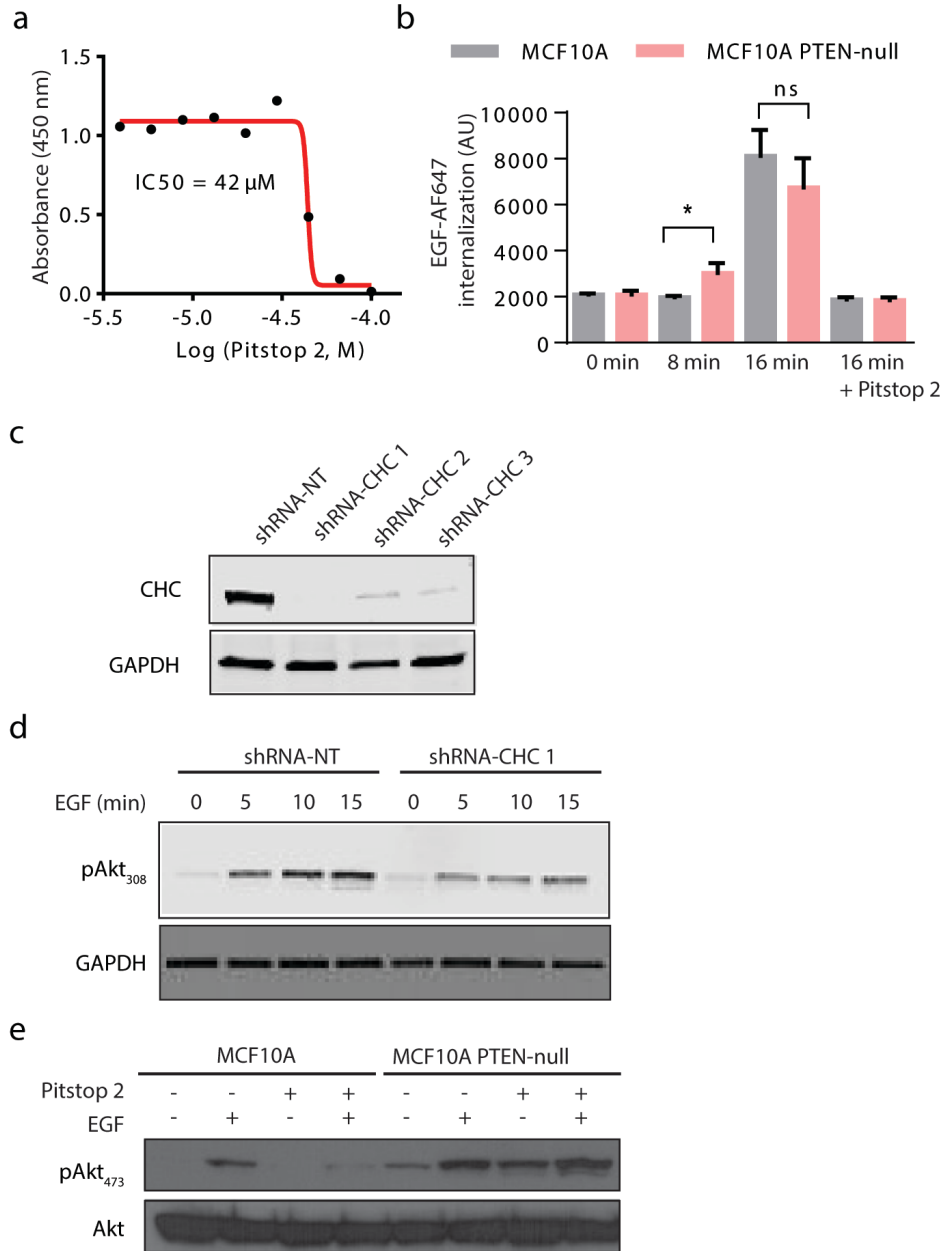 a
1.5
1.0
0.5
0.0
Absorbance (450 nm)
IC50 = 42 µM
-5.5 -5.0 -4.5 -4.0
Log (Pitstop 2, M)
b
MCF10A MCF10A PTEN-null
EGF-AF647
internalization (AU)
10000
8000
6000
4000
2000
0
*
ns
0 min 8 min 16 min 16 min
+ Pitstop 2
c
shRNA-NT
shRNA-CHC 1
shRNA-CHC 2
shRNA-CHC 3
CHC
GAPDH
d
shRNA-NT shRNA-CHC 1
EGF (min) 0 5 10 15 0 5 10 15
pAkt308
GAPDH
e
MCF10A MCF10A PTEN-null
Pitstop 2 - - + + - - + +
EGF - + - + - + - +
pAkt473
Akt